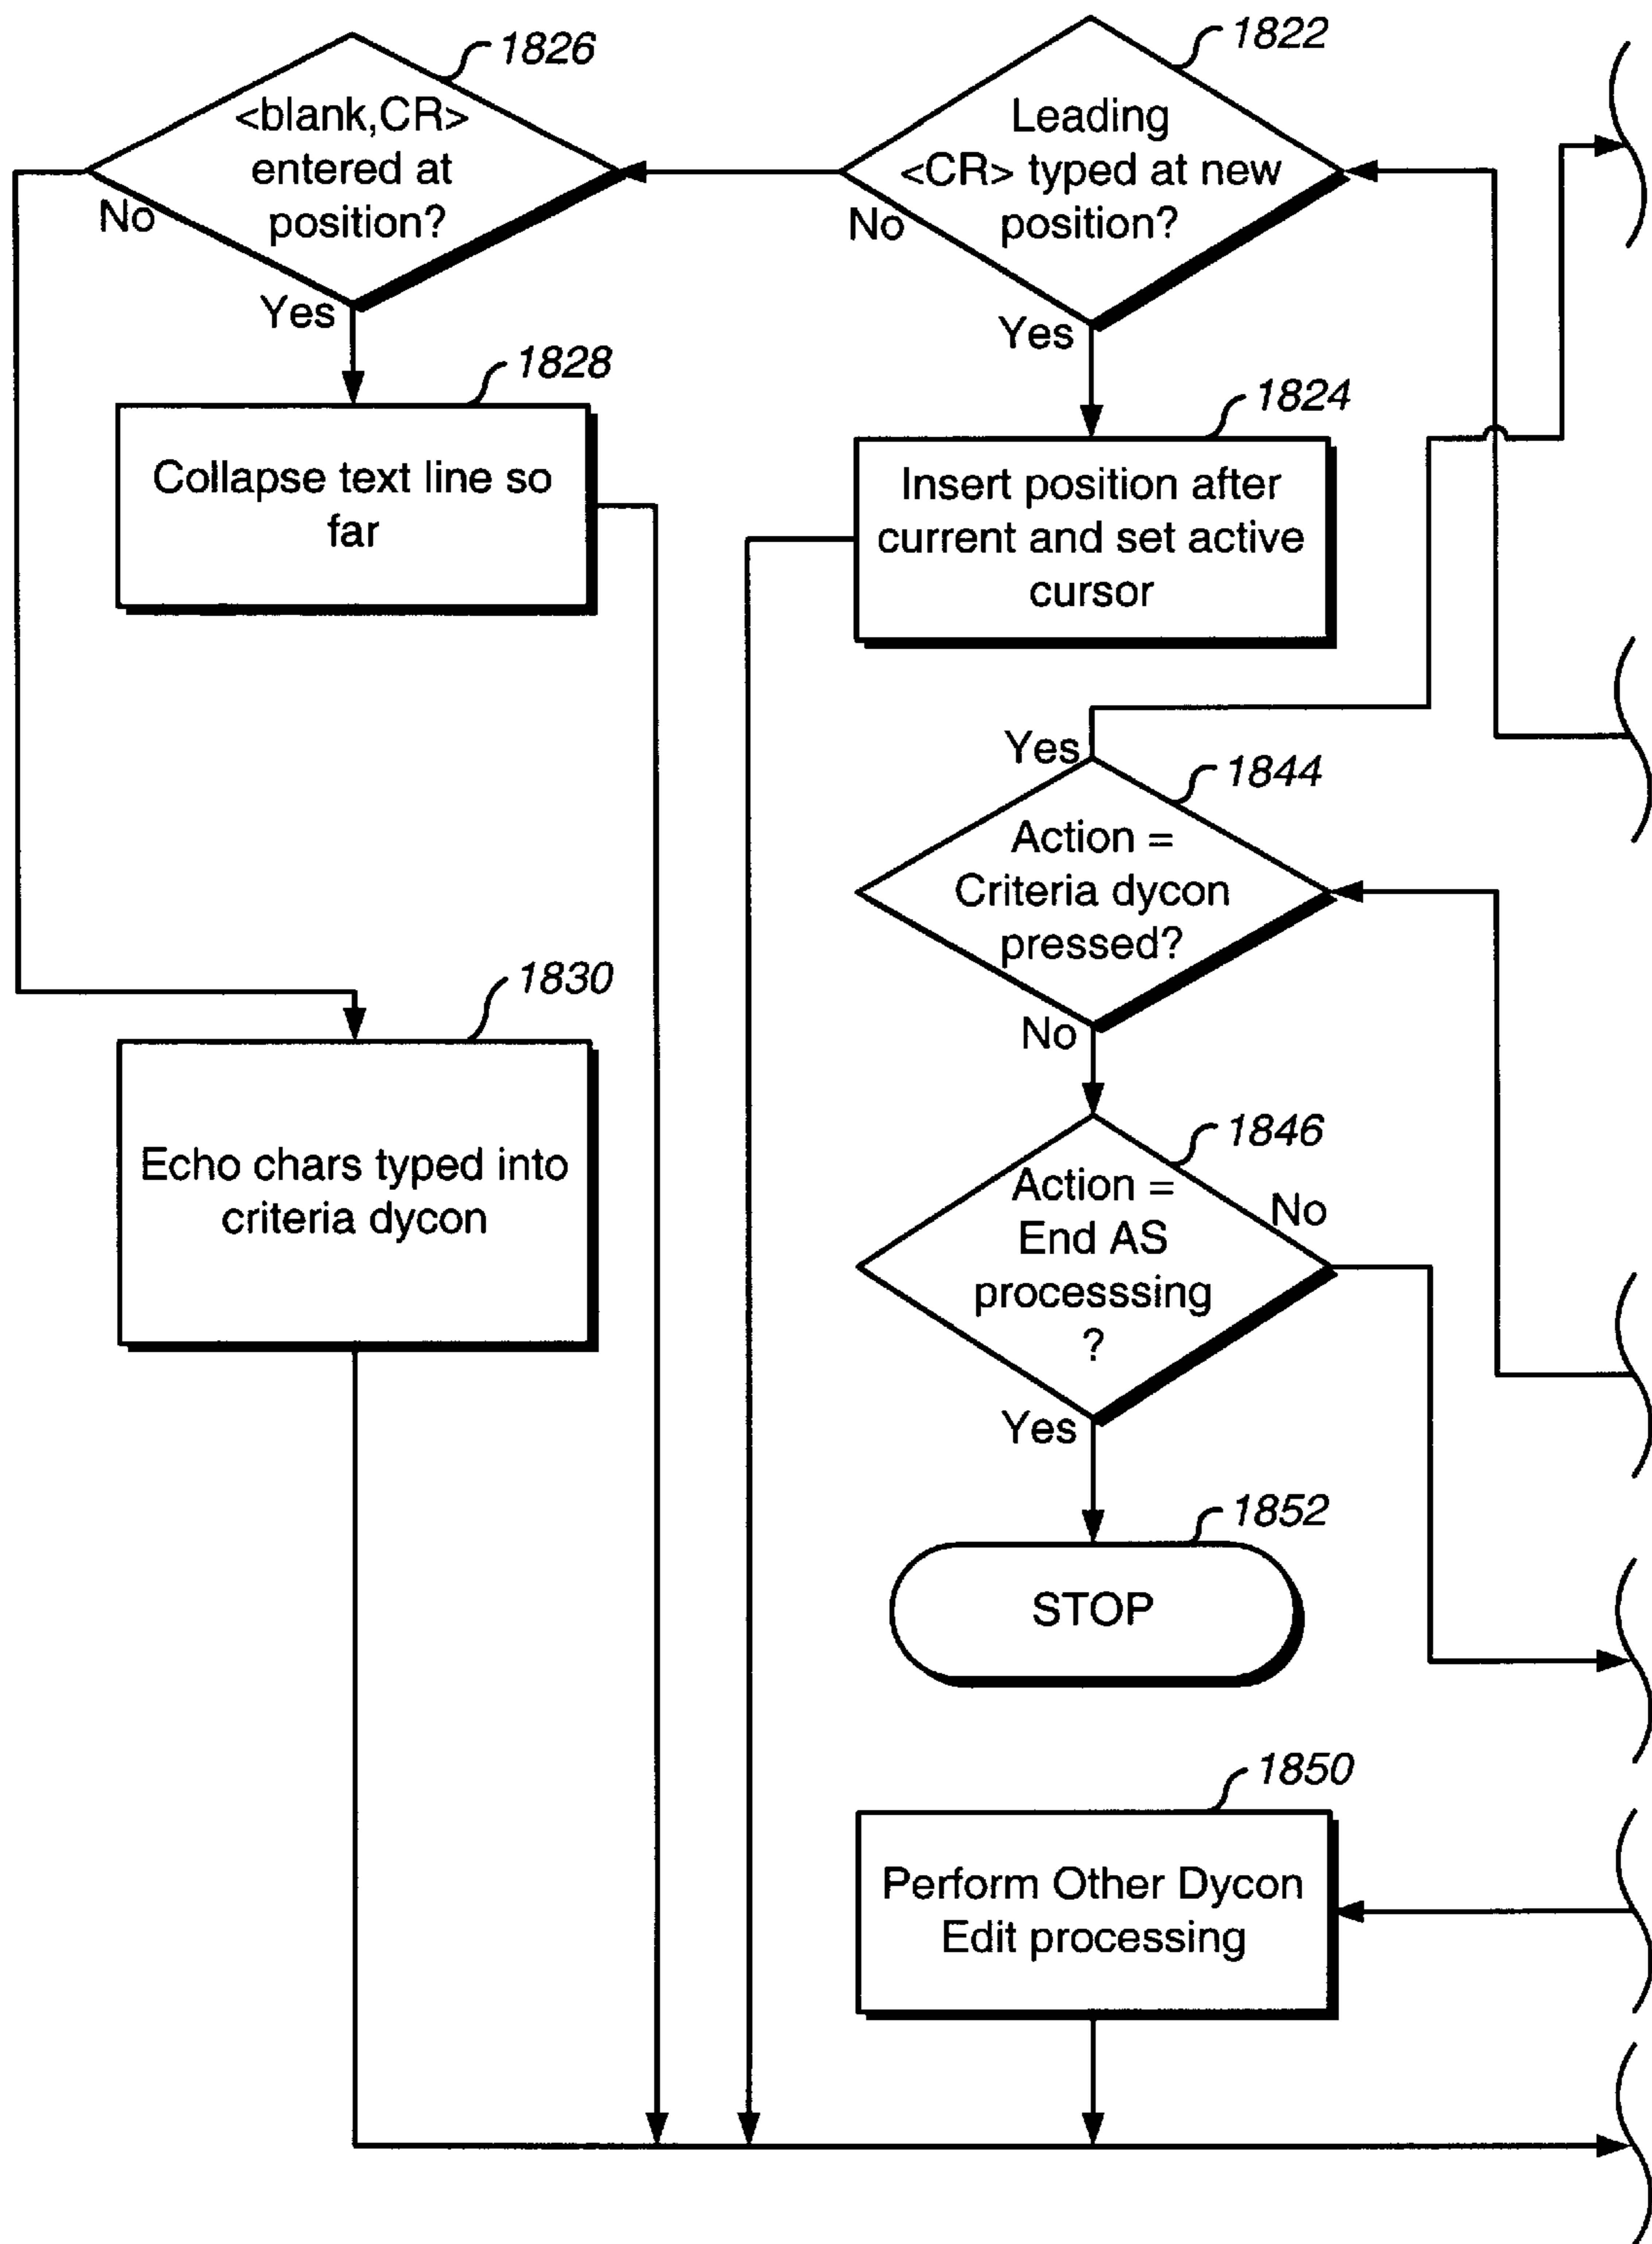 1826
<blank,CR>
entered at
position?
No
Yes
1822
Leading
<CR> typed at new
position?
No
Yes
1828
Collapse text line so
far
1824
Insert position after
current and set active
cursor
Yes
1844
Action =
Criteria dycon
pressed?
No
1830
Echo chars typed into
criteria dycon
1846
Action =
End AS
processsing
?
No
Yes
1852
STOP
1850
Perform Other Dycon
Edit processing